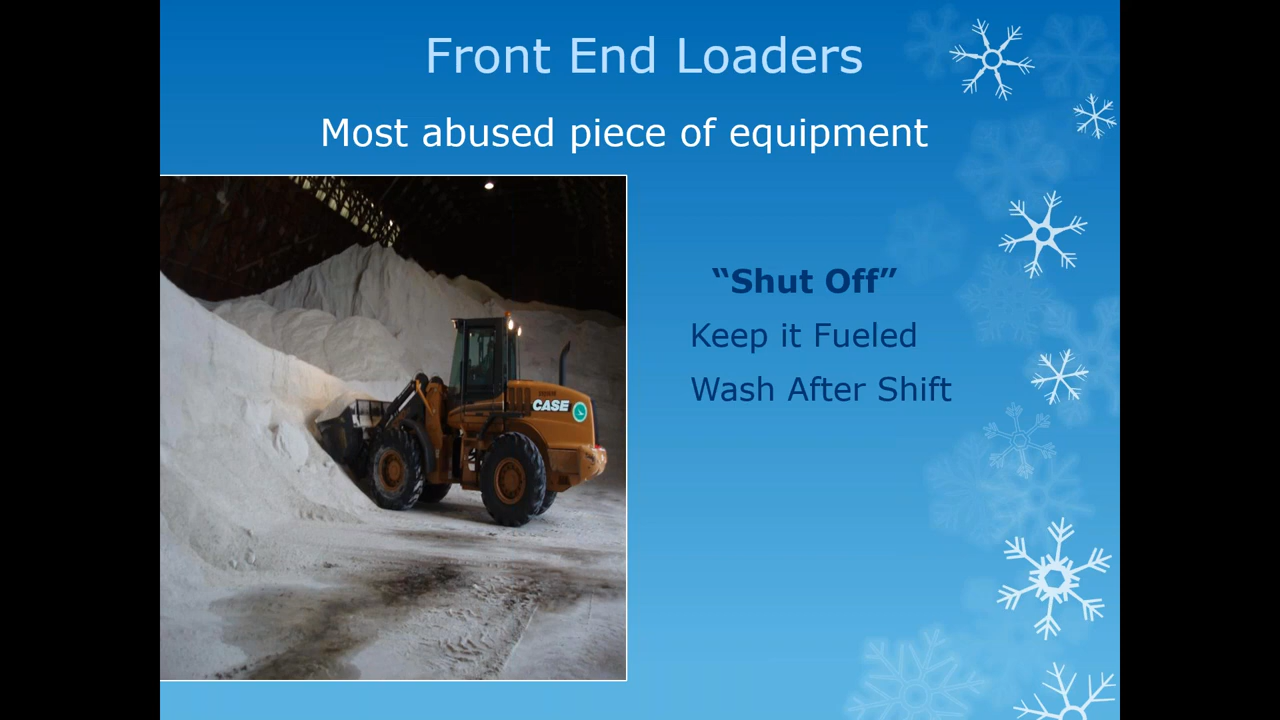 Front End Loaders
Most abused piece of equipment
“Shut Off”
Keep it Fueled
Wash After Shift
CASE